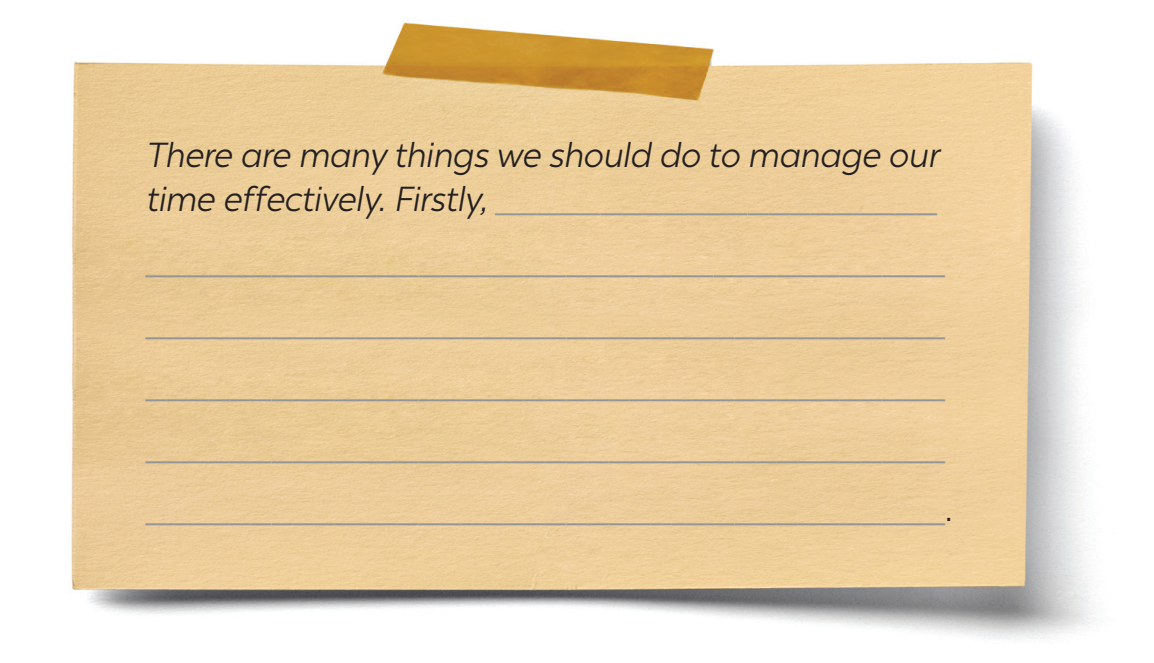 There are many things we should do to manage our
time effectively. Firstly,
.